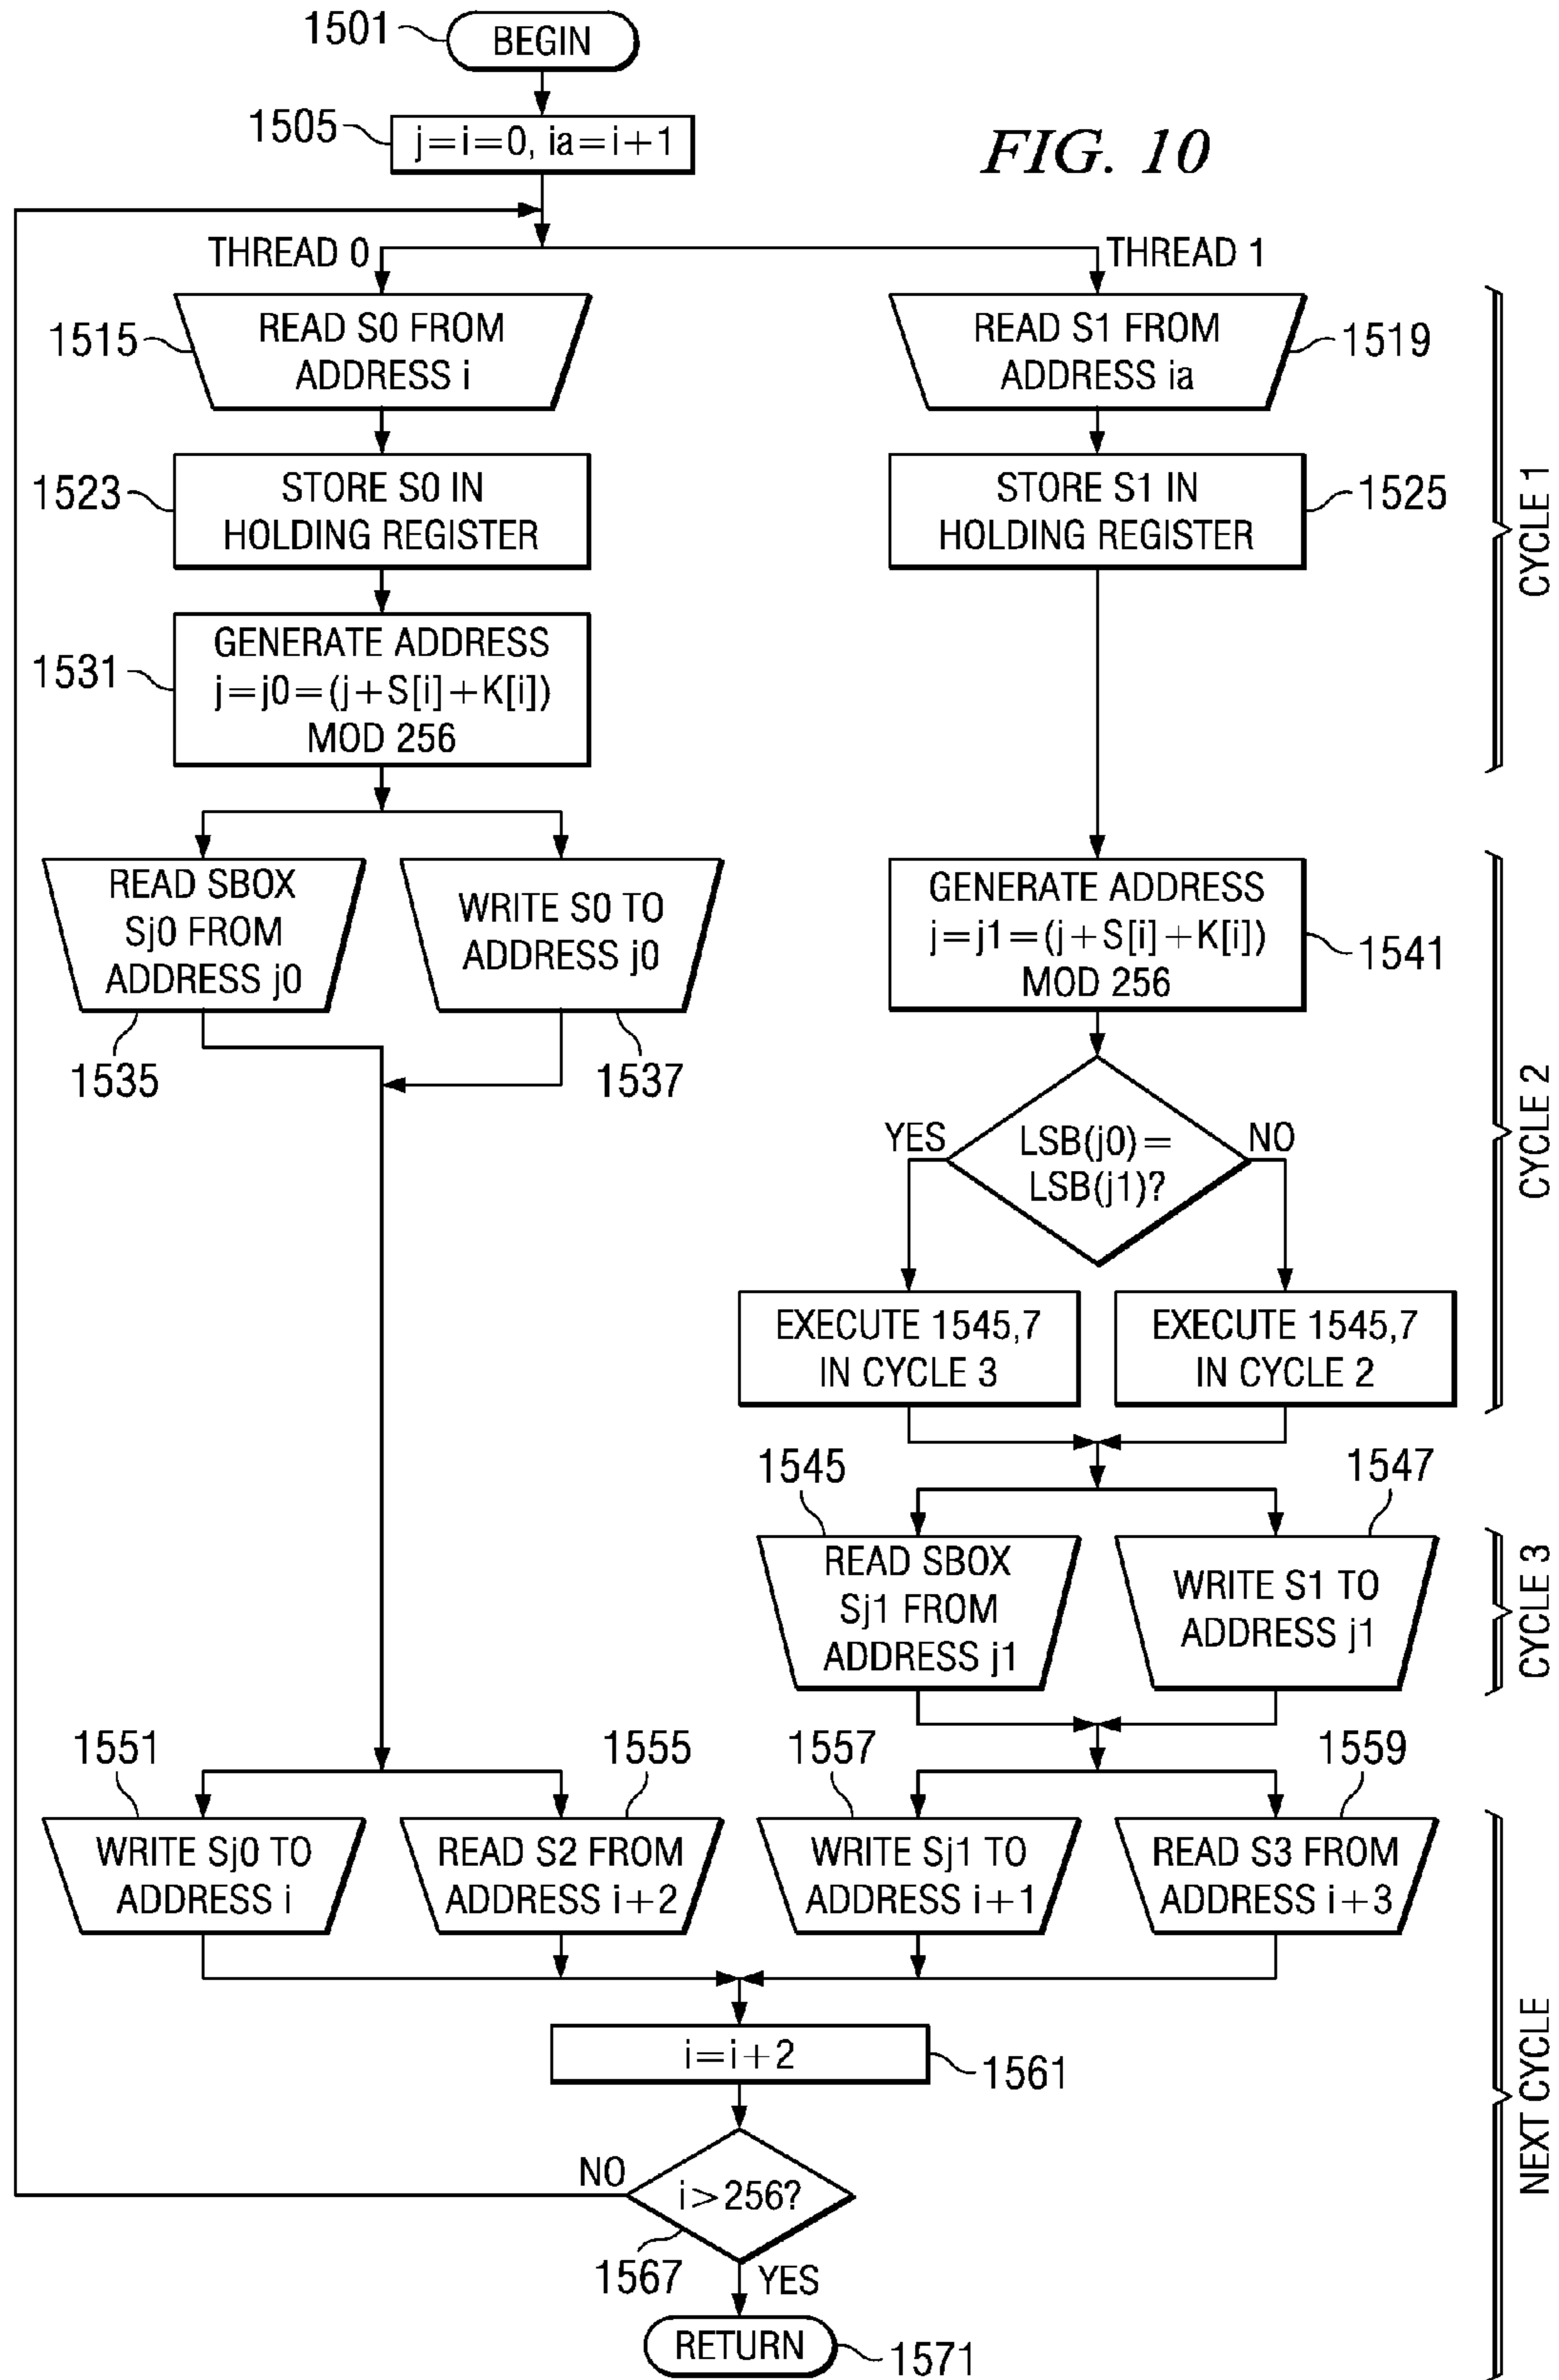 1501
BEGIN
1505
j=i=0, ia=i+1
FIG. 10
THREAD 0
THREAD 1
1515
READ S0 FROM
ADDRESS i
READ S1 FROM
ADDRESS ia
1519
1523
STORE S0 IN
HOLDING REGISTER
STORE S1 IN
HOLDING REGISTER
1525
CYCLE 1
1531
GENERATE ADDRESS
j=j0=(j+S[i]+K[i])
MOD 256
READ SBOX
Sj0 FROM
ADDRESS j0
1535
WRITE S0 TO
ADDRESS j0
1537
GENERATE ADDRESS
j=j1=(j+S[i]+K[i])
MOD 256
1541
YES
LSB(j0)=
LSB(j1)?
NO
CYCLE 2
EXECUTE 1545,7
IN CYCLE 3
EXECUTE 1545,7
IN CYCLE 2
1545
READ SBOX
Sj1 FROM
ADDRESS j1
1547
WRITE S1 TO
ADDRESS j1
CYCLE 3
1551
WRITE Sj0 TO
ADDRESS i
1555
READ S2 FROM
ADDRESS i+2
1557
WRITE Sj1 TO
ADDRESS i+1
1559
READ S3 FROM
ADDRESS i+3
i=i+2
1561
NEXT CYCLE
NO
i>256?
1567
YES
RETURN
1571